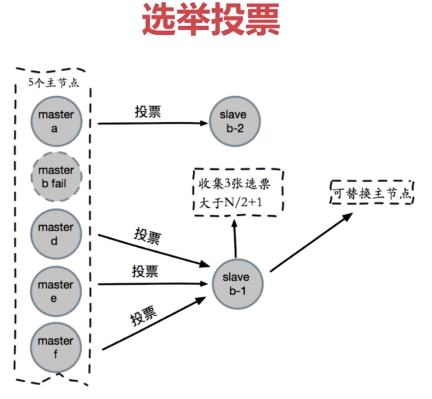 选举投票
5个主节点
master
a
投票
slave
b-2
master
b fail
收集3张选票
大于N/2+1
可替换主节点
master
d
投票
master
e
投票
slave
b-1
投票
master
f